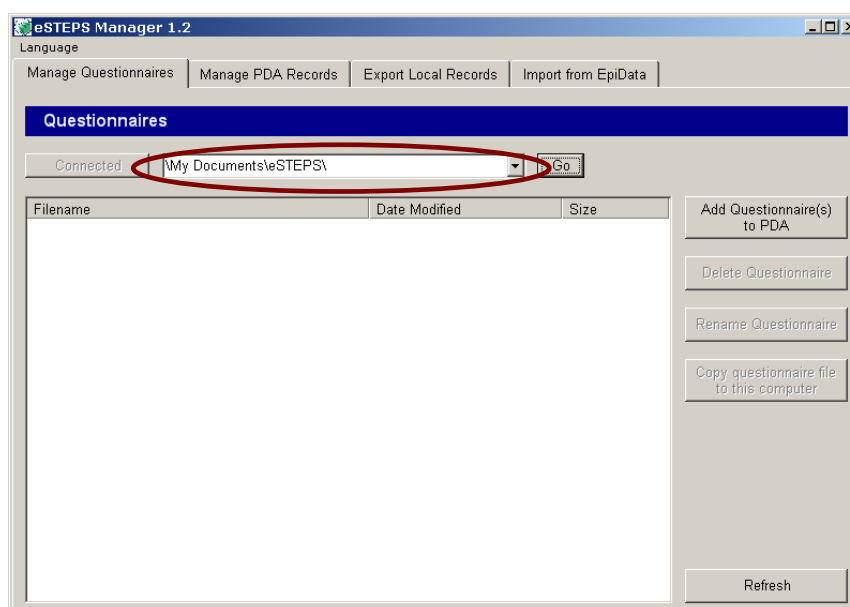 eSTEPS Manager 1.2
Language
Manage Questionnaires Manage PDA Records Export Local Records Import from EpiData
Questionnaires
Connected \My Documents\eSTEPS\ Go
Filename Date Modified Size
Add Questionnaire(s)
to PDA
Delete Questionnaire
Rename Questionnaire
Copy questionnaire file
to this computer
Refresh